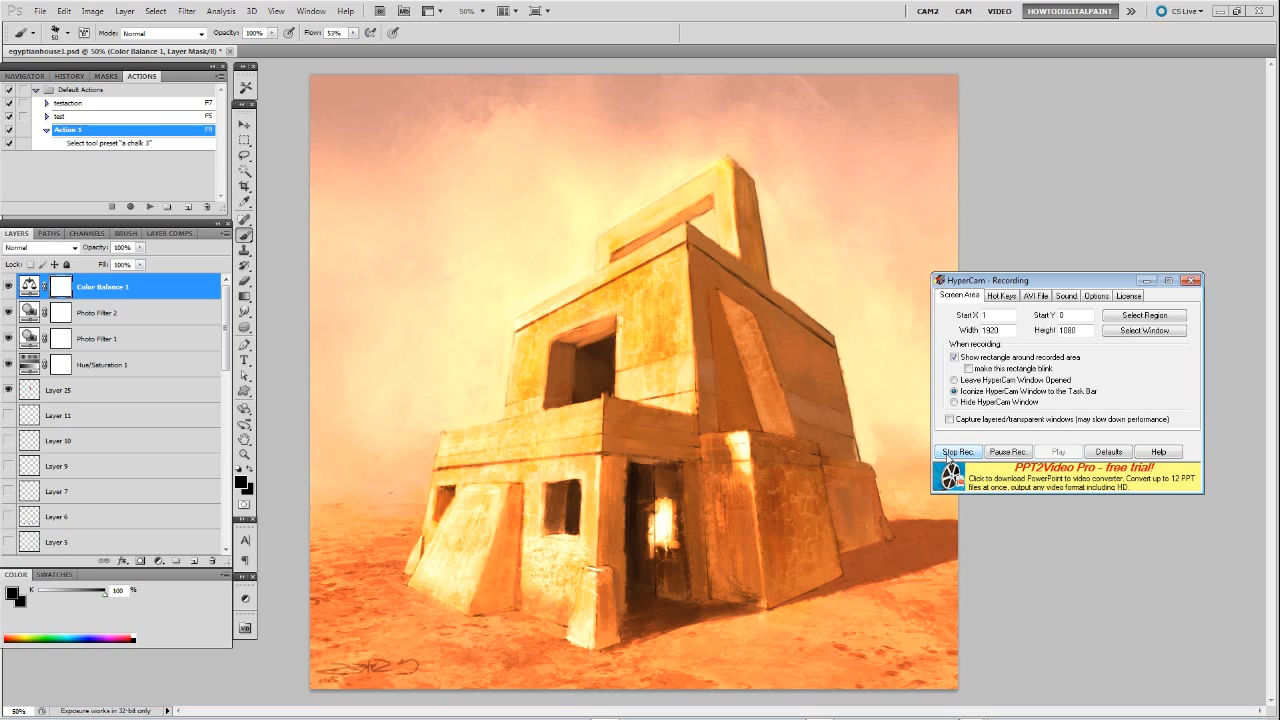 Ps File Edit Image Layer Select Filter Analysis 3D View Window Help Br Mb 50% CAM2 CAM VIDEO HOWTODIGITALPAINT CS Live
50 Mode: Normal Opacity: 100% Flow: 53%
egyptianhouse1.psd @ 50% (Color Balance 1, Layer Mask/8) *
NAVIGATOR HISTORY MASKS ACTIONS
Default Actions
testaction F7
test F5
Action 1 F9
Select tool preset "a chalk 3"
LAYERS PATHS CHANNELS BRUSH LAYER COMPS
Normal Opacity: 100%
Lock: Fill: 100%
Color Balance 1
Photo Filter 2
Photo Filter 1
Hue/Saturation 1
Layer 25
Layer 11
Layer 10
Layer 9
Layer 7
Layer 6
Layer 5
fx
COLOR SWATCHES
K 100 %
50% Exposure works in 32-bit only
HyperCam - Recording
Screen Area Hot Keys AVI File Sound Options License
Start X 1 Start Y 0 Select Region
Width 1920 Height 1080 Select Window
When recording:
Show rectangle around recorded area
make this rectangle blink
Leave HyperCam Window Opened
Iconize HyperCam Window to the Task Bar
Hide HyperCam Window
Capture layered/transparent windows (may slow down performance)
Stop Rec. Pause Rec. Play Defaults Help
PPT2Video Pro - free trial!
Click to download PowerPoint to video converter. Convert up to 12 PPT
files at once, output any video format including HD.